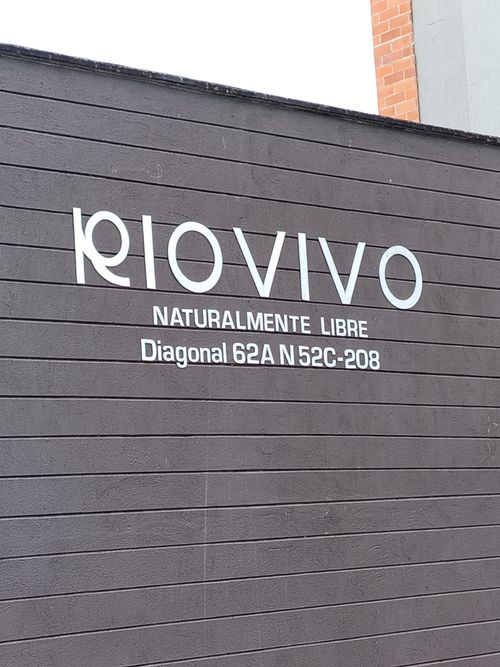 RIOVIVO
NATURALMENTE LIBRE
Diagonal 62A N 52C-208